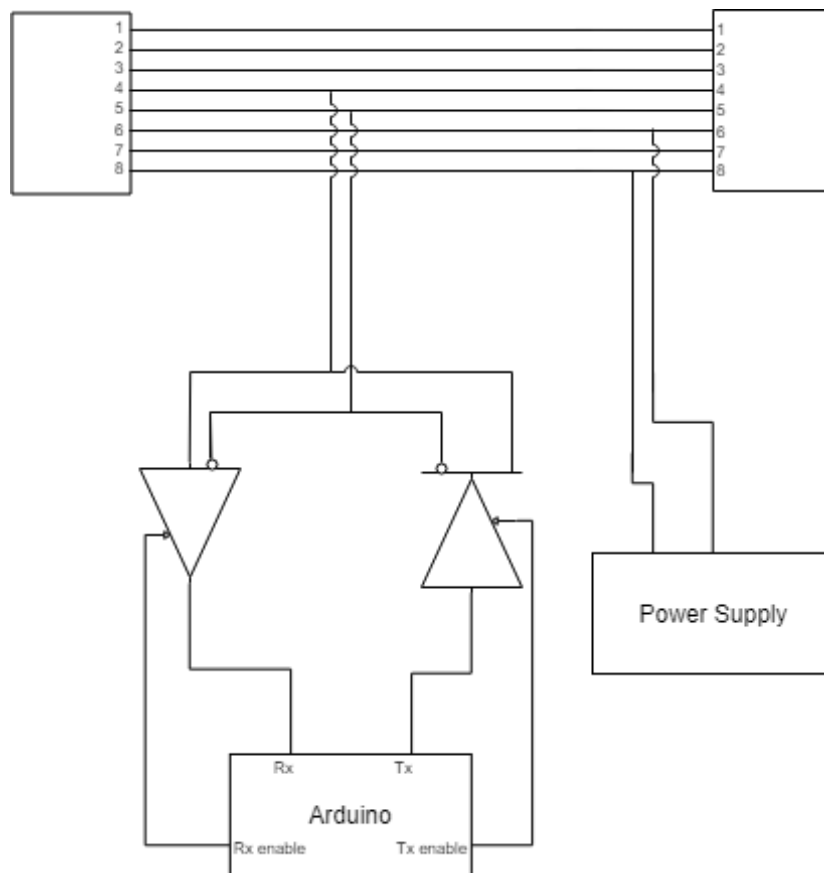 1 1
2 2
3 3
4 4
5 5
6 6
7 7
8 8
Power Supply
Rx Tx
Arduino
Rx enable Tx enable